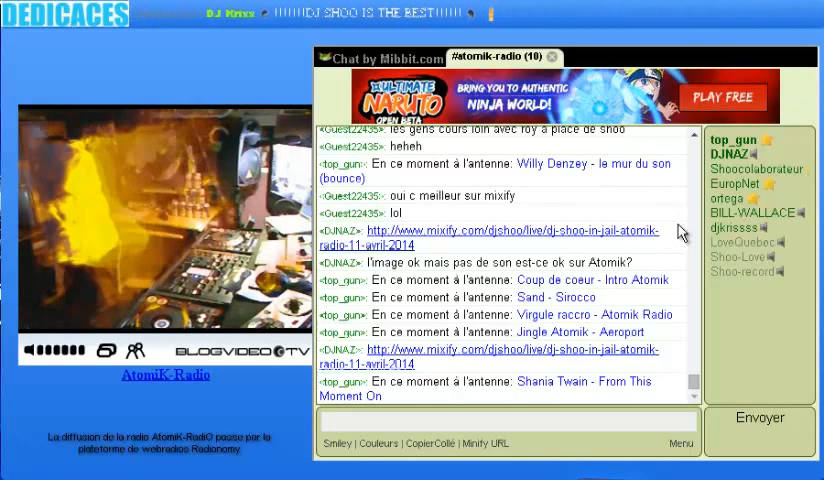 DEDICACES
DJ Krixx !!!!!!DJ SHOO IS THE BEST!!!!!!
Chat by Mibbit.com #atomik-radio (10)
ULTIMATE
NARUTO
OPEN BETA
BRING YOU TO AUTHENTIC
NINJA WORLD!
PLAY FREE
«Guest22435»: les gens cours loin avec roy a place de shoo
«Guest22435»: heheh
«top_gun»: En ce moment à l'antenne: Willy Denzey - le mur du son
(bounce)
«Guest22435»: oui c meilleur sur mixify
«Guest22435»: lol
«DJNAZ» http://www.mixify.com/djshoo/live/dj-shoo-in-jail-atomik-
radio-11-avril-2014
«DJNAZ»: l'image ok mais pas de son est-ce ok sur Atomik?
«top_gun»: En ce moment à l'antenne: Coup de coeur - Intro Atomik
«top_gun»: En ce moment à l'antenne: Sand - Sirocco
«top_gun»: En ce moment à l'antenne: Virgule raccro - Atomik Radio
«top_gun»: En ce moment à l'antenne: Jingle Atomik - Aeroport
«DJNAZ»: http://www.mixify.com/djshoo/live/dj-shoo-in-jail-atomik-
radio-11-avril-2014
«top_gun»: En ce moment à l'antenne: Shania Twain - From This
Moment On
top_gun
DJNAZ
Shoocolaborateur
EuropNet
ortega
BILL-WALLACE
djkrissss
LoveQuebec
Shoo-Love
Shoo-record
Smiley | Couleurs | CopierCollé | Minify URL
Menu
Envoyer
BLOGVIDEO TV
AtomiK-Radio
La diffusion de la radio AtomiK-RadiO passe par la
plateforme de webradios Radionomy.